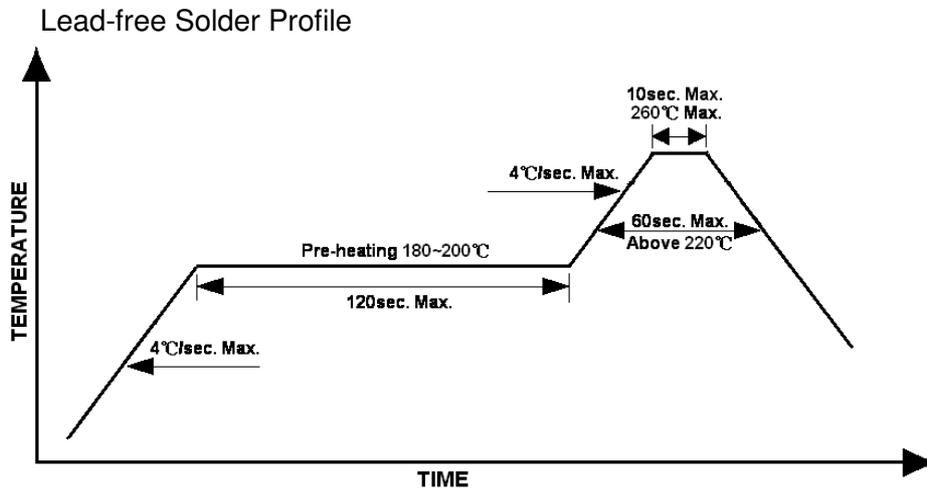 Lead-free Solder Profile
10sec. Max.
260℃ Max.
4℃/sec. Max.
60sec. Max.
Above 220℃
Pre-heating 180~200℃
120sec. Max.
4℃/sec. Max.
TEMPERATURE
TIME